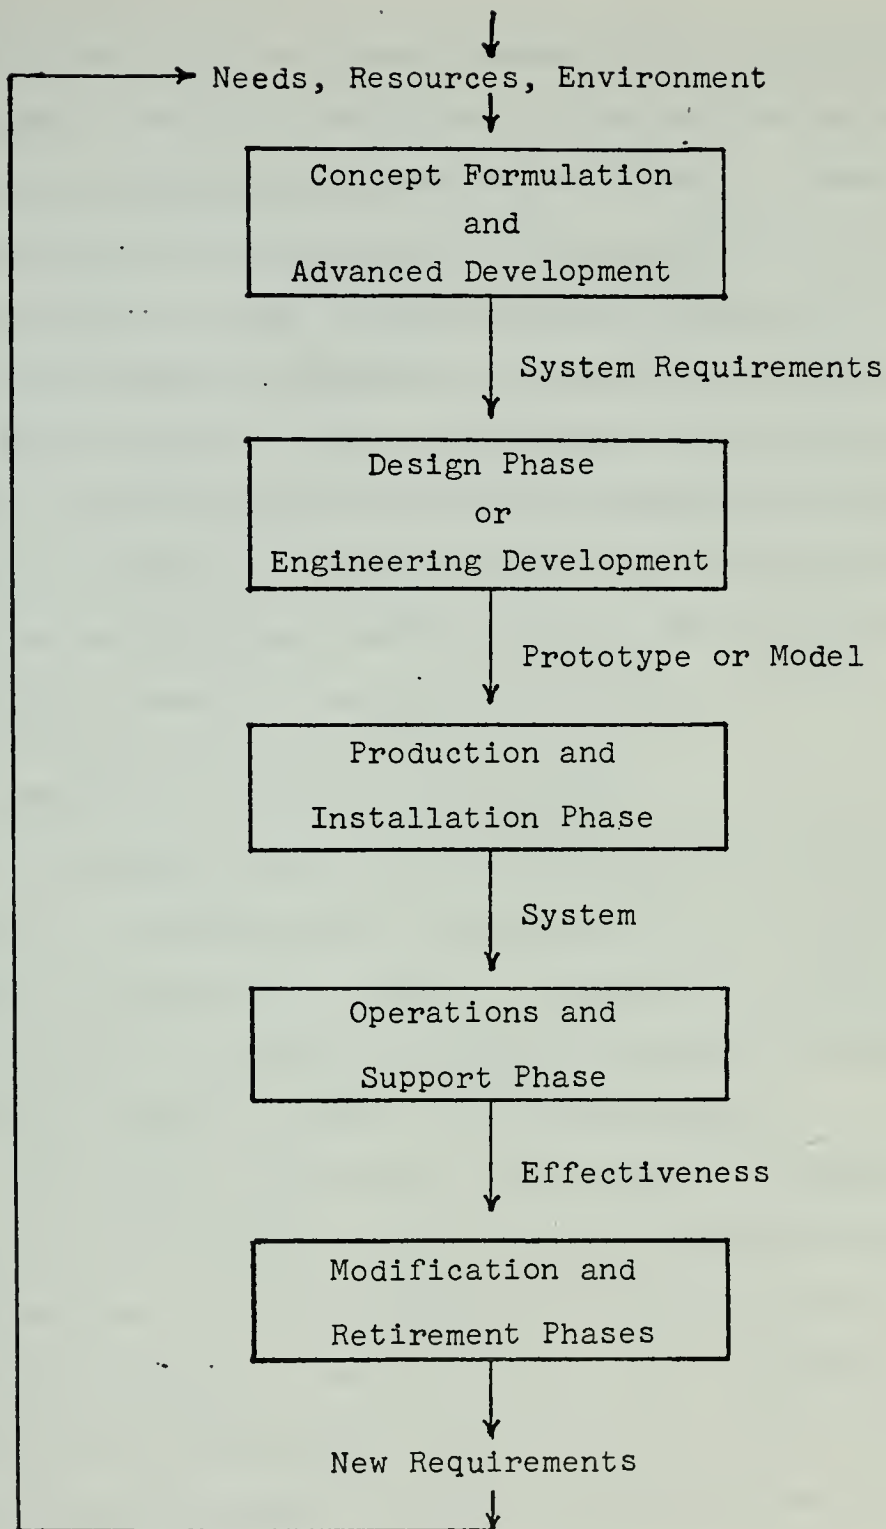 Needs, Resources, Environment
Concept Formulation
and
Advanced Development
System Requirements
Design Phase
or
Engineering Development
Prototype or Model
Production and
Installation Phase
System
Operations and
Support Phase
Effectiveness
Modification and
Retirement Phases
New Requirements